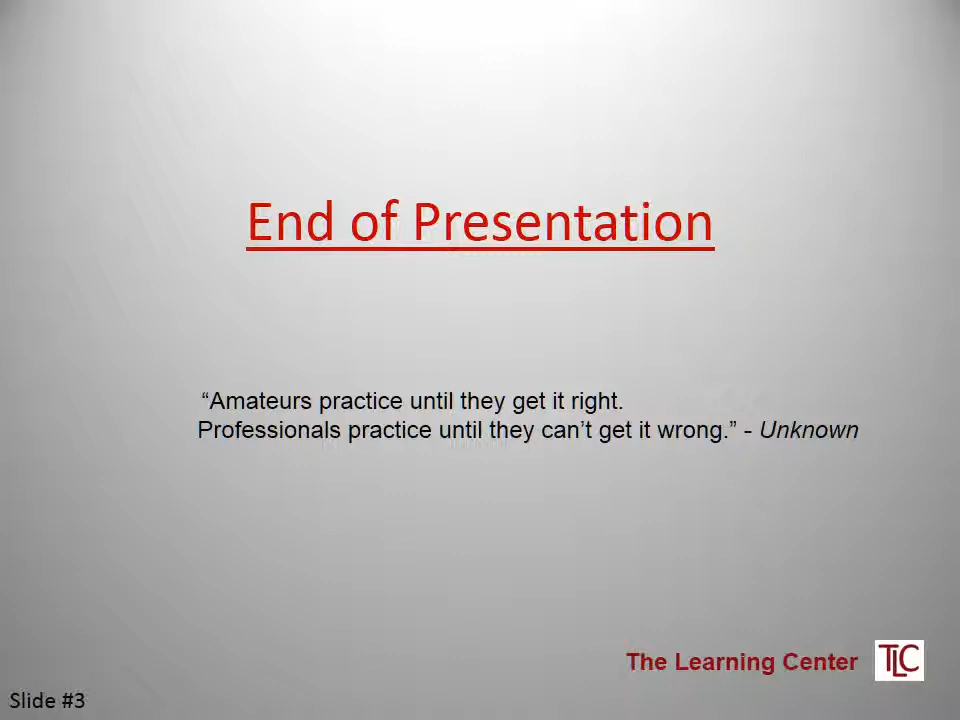 End of Presentation
“Amateurs practice until they get it right.
Professionals practice until they can’t get it wrong.” - Unknown
The Learning Center
TLC
Slide #3